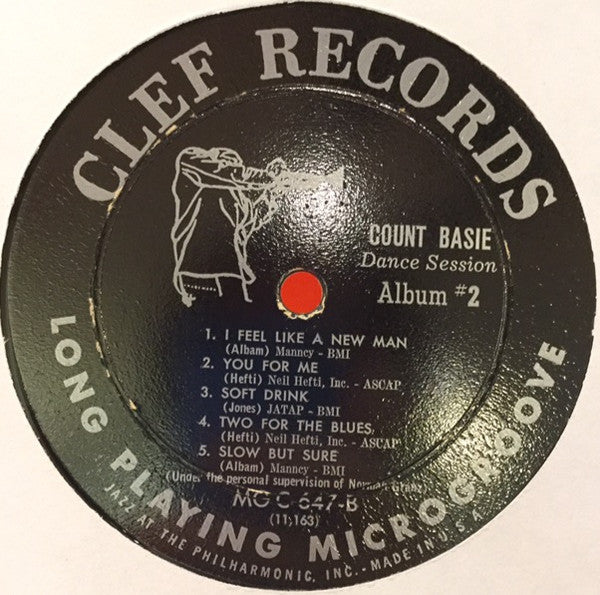 CLEF RECORDS
COUNT BASIE
Dance Session
Album #2
1. I FEEL LIKE A NEW MAN
(Albam) Manncy - BMI
2. YOU FOR ME
(Hefti) Neil Hefti, Inc. - ASCAP
3. SOFT DRINK
(Jones) JATAP - BMI
4. TWO FOR THE BLUES
(Hefti) Neil Hefti, Inc. - ASCAP
5. SLOW BUT SURE
(Albam) Manncy - BMI
(Under the personal supervision of Norman Granz)
MG C-647-B
(11,163)
LONG PLAYING MICROGROOVE
JAZZ AT THE PHILHARMONIC, INC. - MADE IN U.S.A.